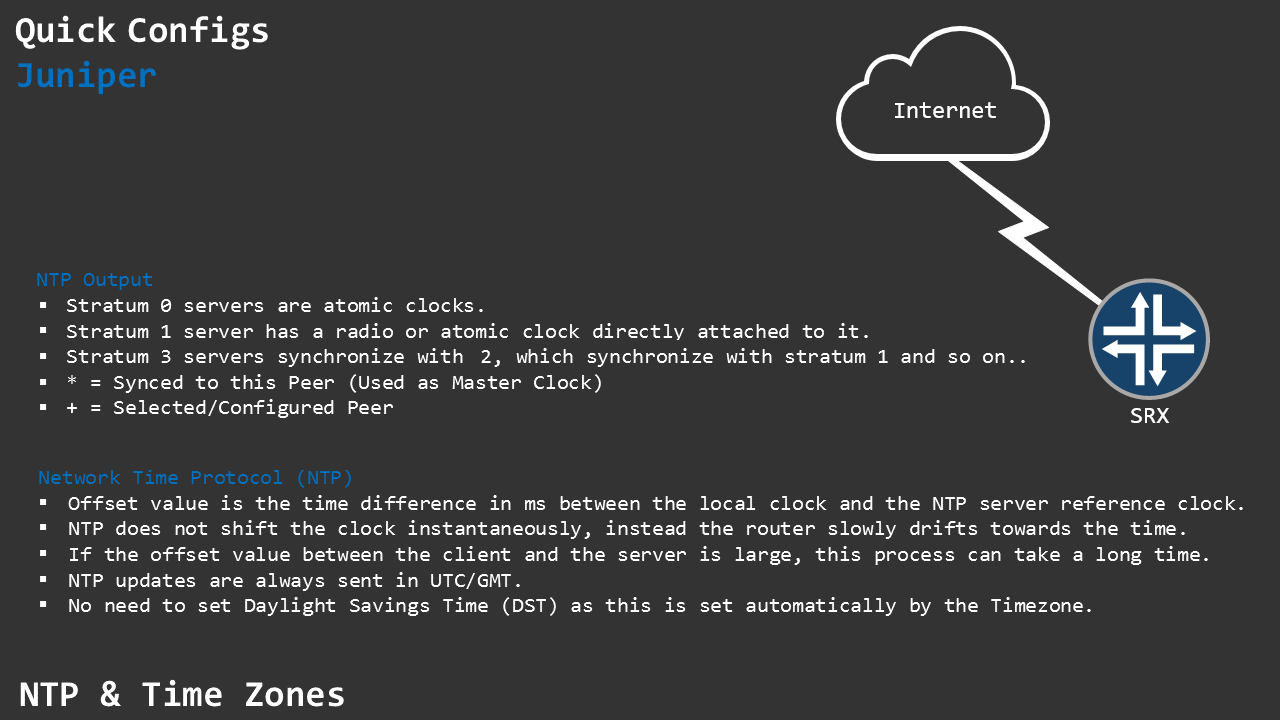 Quick Configs
Juniper
Internet
NTP Output
▪ Stratum 0 servers are atomic clocks.
▪ Stratum 1 server has a radio or atomic clock directly attached to it.
▪ Stratum 3 servers synchronize with 2, which synchronize with stratum 1 and so on..
▪ * = Synced to this Peer (Used as Master Clock)
▪ + = Selected/Configured Peer
SRX
Network Time Protocol (NTP)
▪ Offset value is the time difference in ms between the local clock and the NTP server reference clock.
▪ NTP does not shift the clock instantaneously, instead the router slowly drifts towards the time.
▪ If the offset value between the client and the server is large, this process can take a long time.
▪ NTP updates are always sent in UTC/GMT.
▪ No need to set Daylight Savings Time (DST) as this is set automatically by the Timezone.
NTP & Time Zones